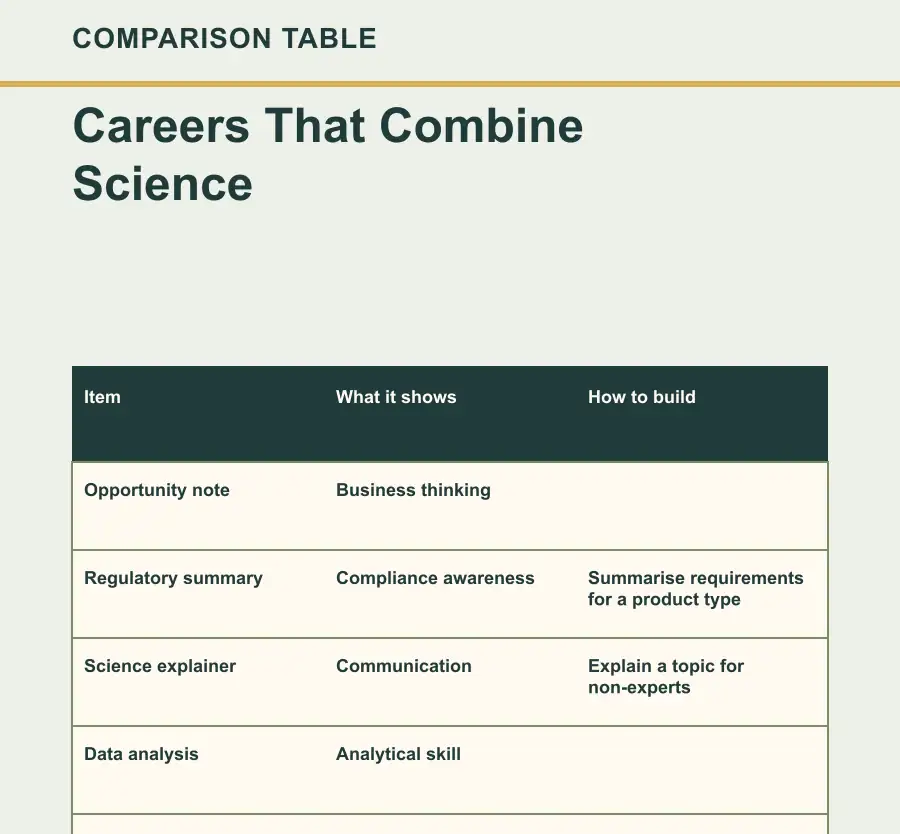 COMPARISON TABLE
Careers That Combine
Science
Item What it shows How to build
Opportunity note Business thinking
Regulatory summary Compliance awareness Summarise requirements
for a product type
Science explainer Communication Explain a topic for
non-experts
Data analysis Analytical skill